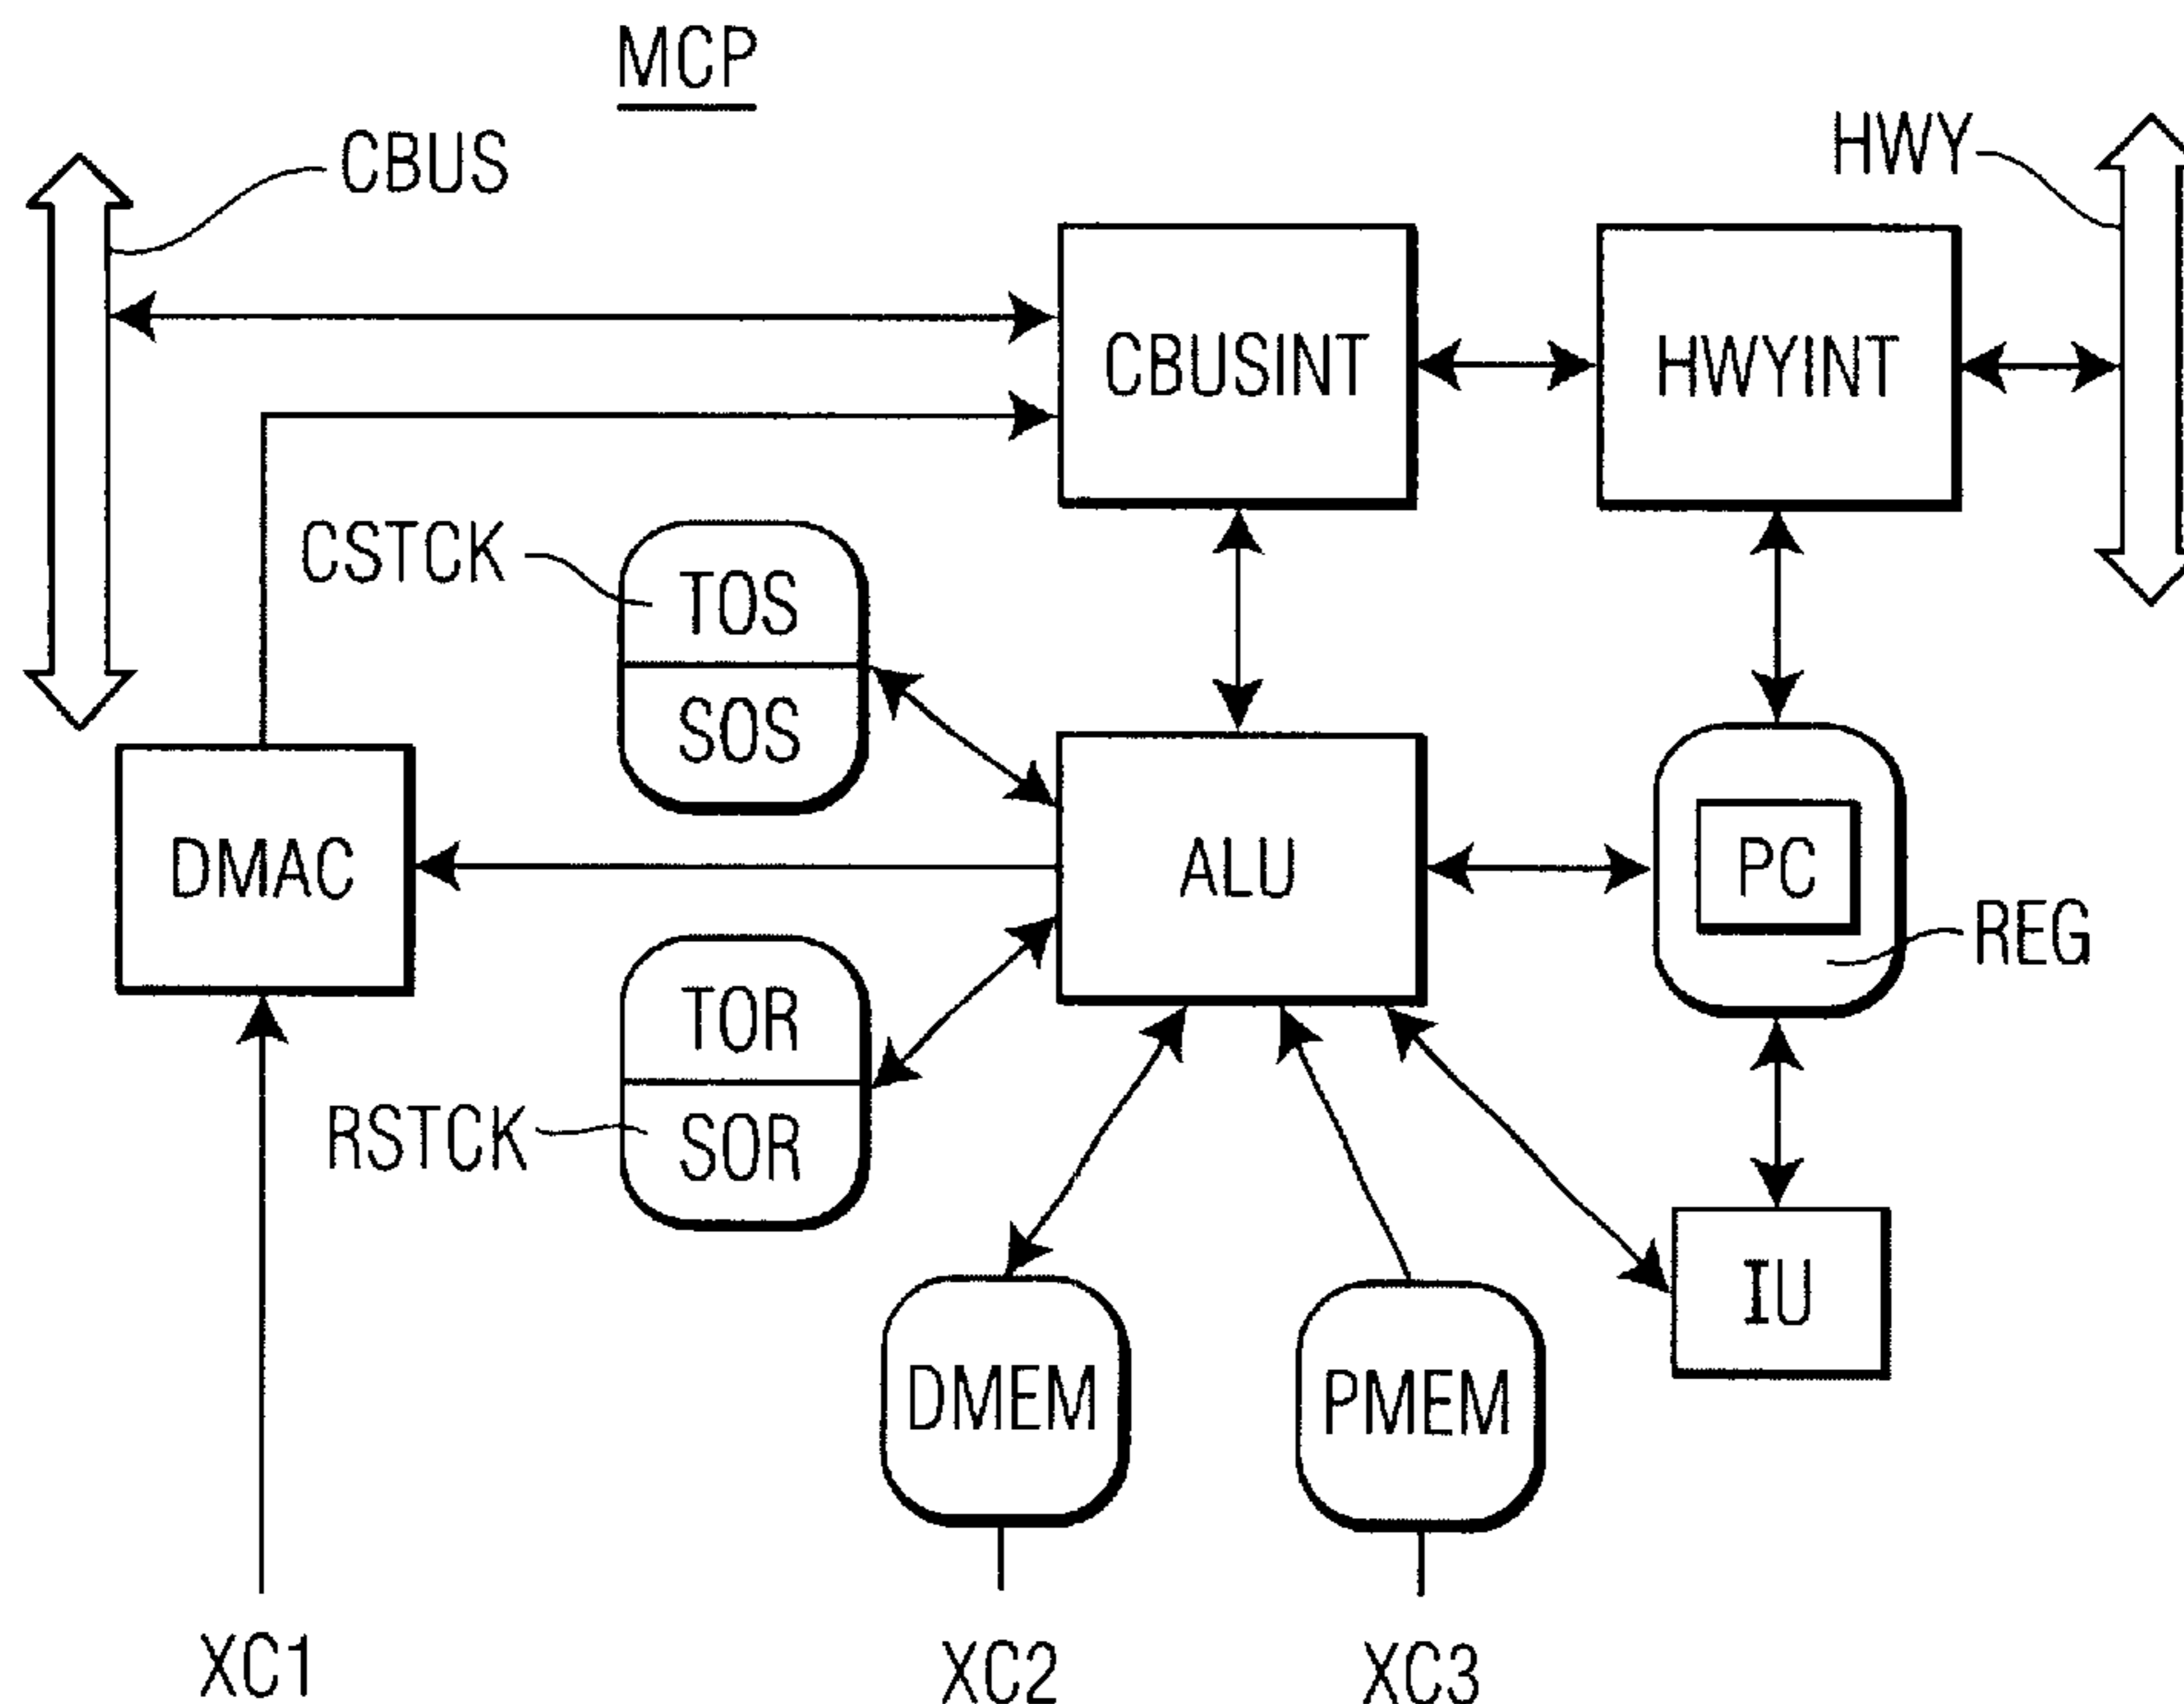 MCP
CBUS
HWY
CBUSINT
HWYINT
CSTCK
TOS
SOS
DMAC
ALU
PC
REG
TOR
SOR
RSTCK
IU
DMEM
PMEM
XC1
XC2
XC3